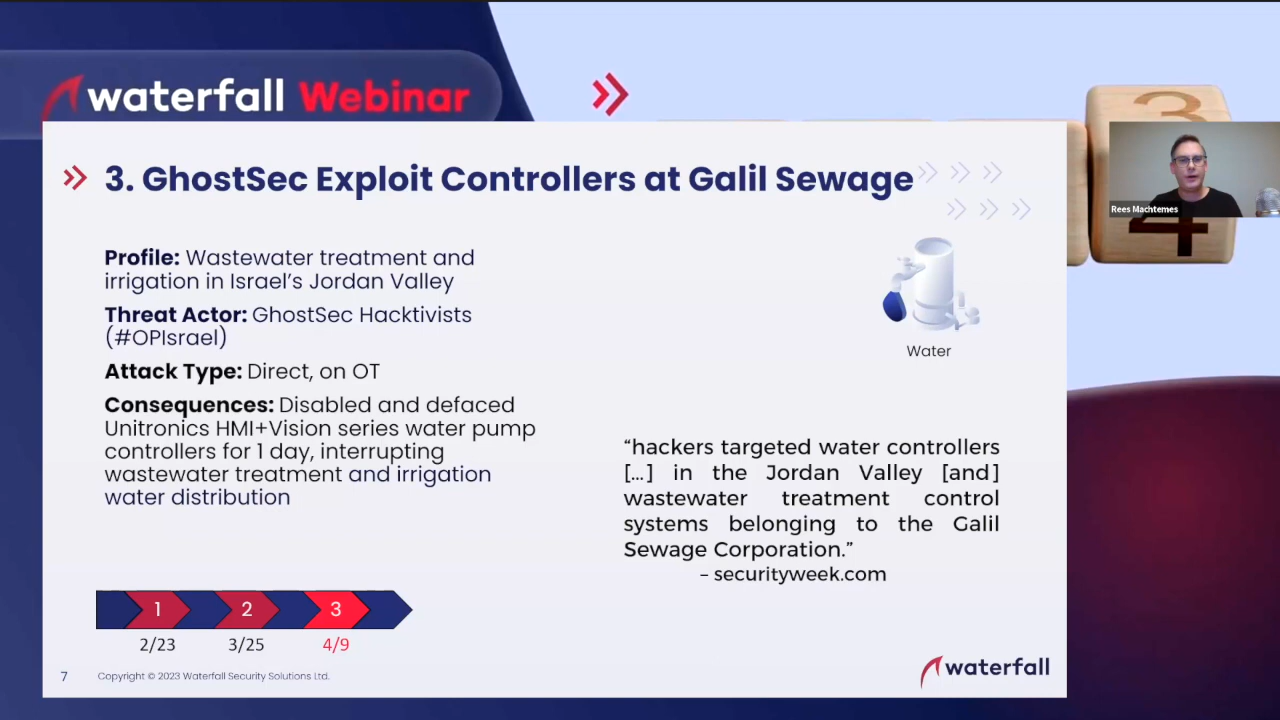 waterfall Webinar
3
3. GhostSec Exploit Controllers at Galil Sewage
Rees Machtemes
4
Profile: Wastewater treatment and
irrigation in Israel's Jordan Valley
Threat Actor: GhostSec Hacktivists
(#OPIsrael)
Attack Type: Direct, on OT
Consequences: Disabled and defaced
Unitronics HMI+Vision series water pump
controllers for 1 day, interrupting
wastewater treatment and irrigation
water distribution
Water
“hackers targeted water controllers
[...] in the Jordan Valley [and]
wastewater treatment control
systems belonging to the Galil
Sewage Corporation.”
– securityweek.com
1 2 3
2/23 3/25 4/9
7 Copyright © 2023 Waterfall Security Solutions Ltd.
waterfall